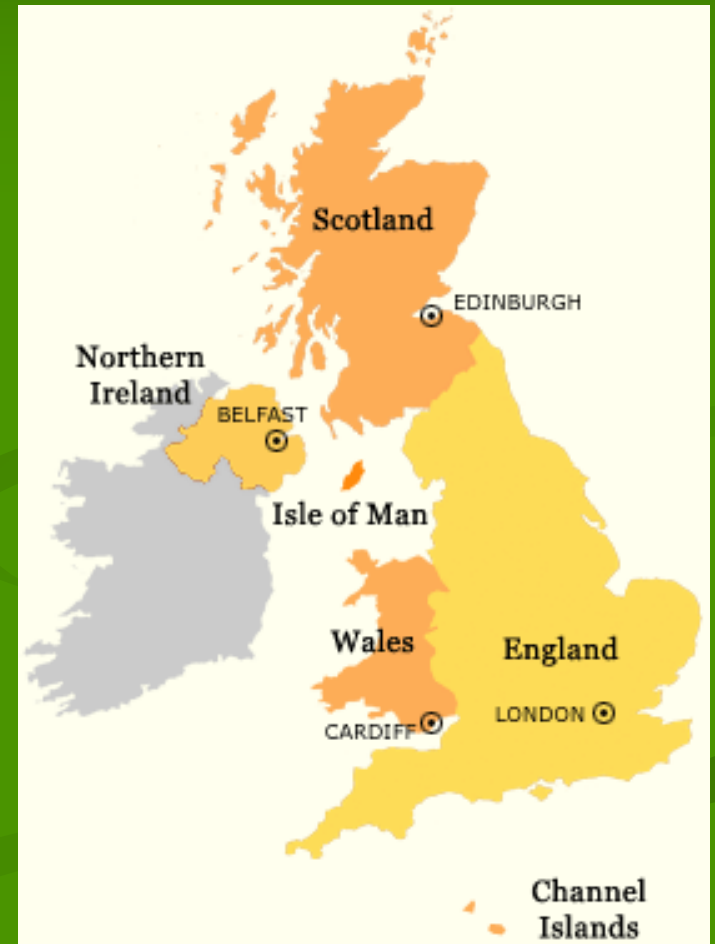 Scotland
EDINBURGH
Northern
Ireland
BELFAST
Isle of Man
Wales
England
LONDON
CARDIFF
Channel
Islands